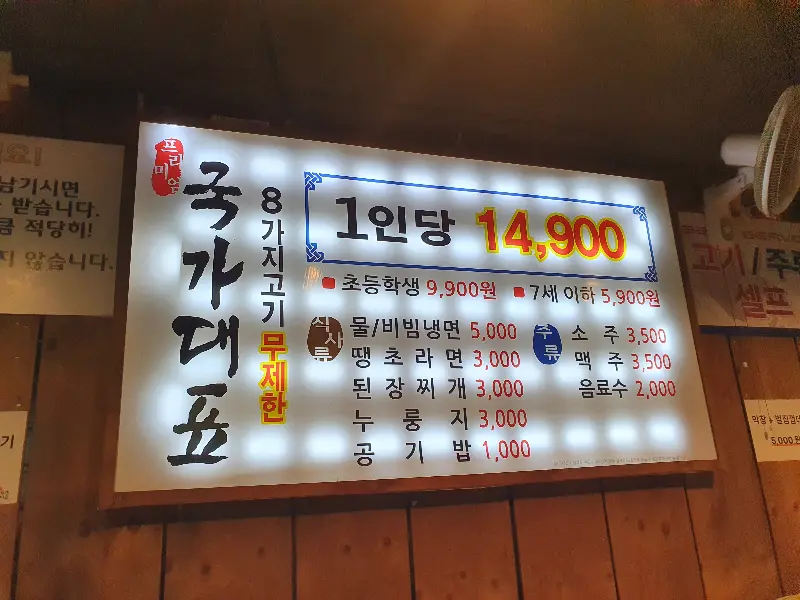 프리미엄
국가대표
8가지고기 무제한
1인당 14,900
초등학생 9,900원
7세 이하 5,900원
식사류
물/비빔냉면 5,000
땡초라면 3,000
된장찌개 3,000
누룽지 3,000
공기밥 1,000
주류
소주 3,500
맥주 3,500
음료수 2,000
남기시면
받습니다.
적당히!
않습니다.
고기/주
셀프
5,000원